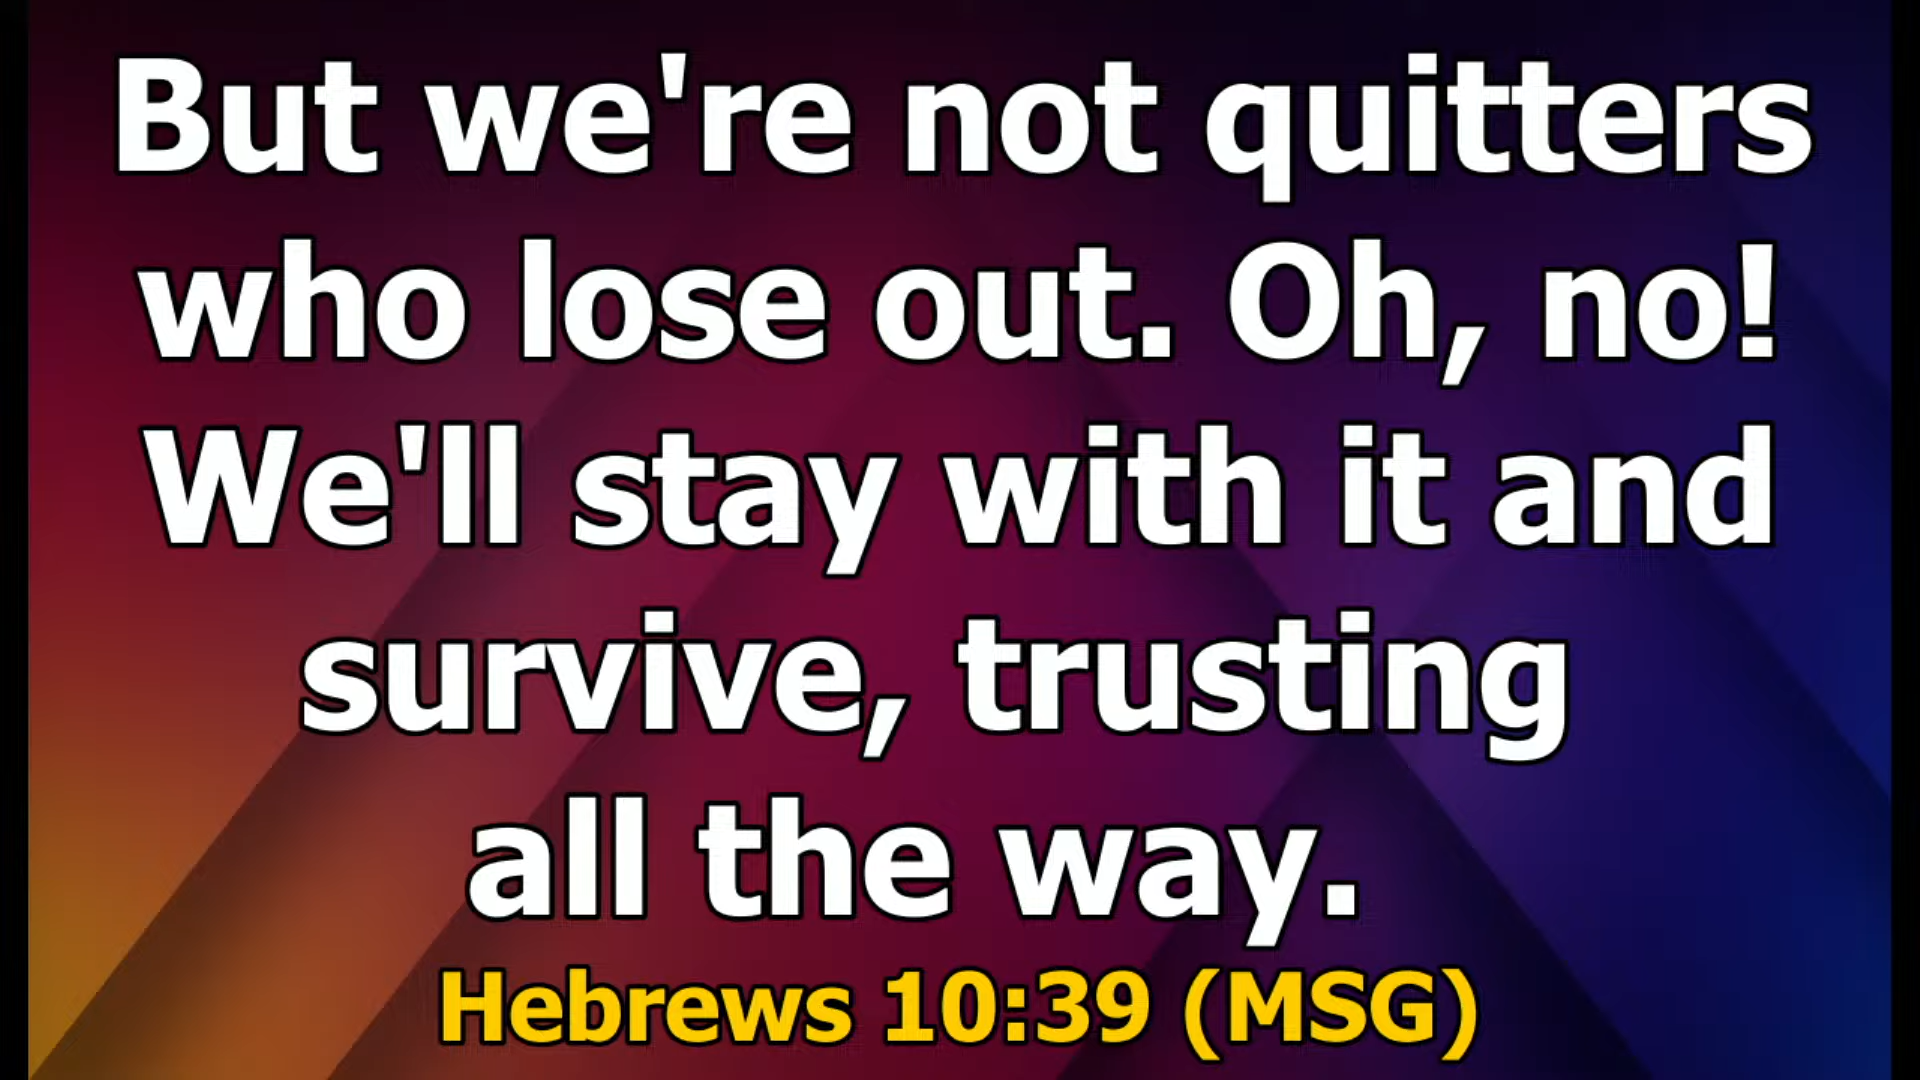 But we're not quitters
who lose out. Oh, no!
We'll stay with it and
survive, trusting
all the way.
Hebrews 10:39 (MSG)